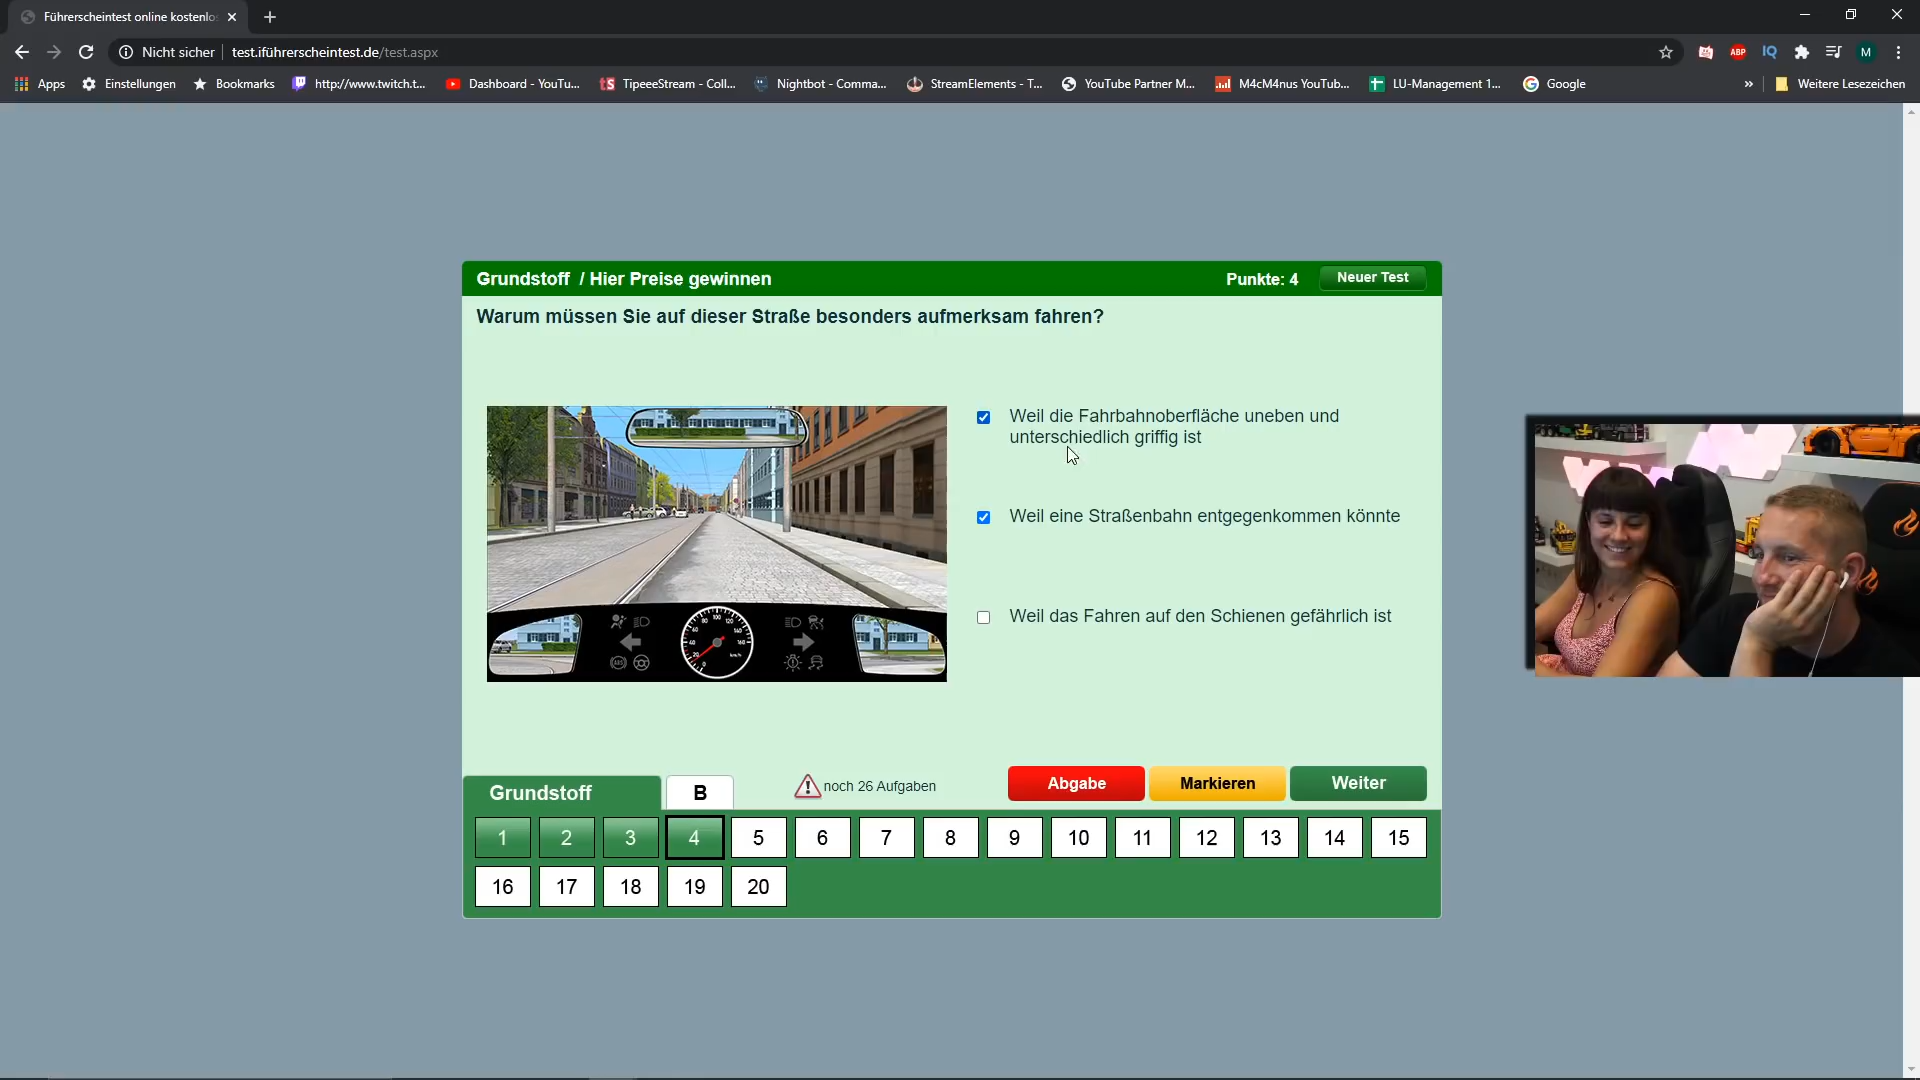 Führerscheintest online kostenlo
Nicht sicher
test.iführerscheintest.de/test.aspx
ABP
IQ
M
Apps
Einstellungen
Bookmarks
http://www.twitch.t...
Dashboard - YouTu...
TipeeeStream - Coll...
Nightbot - Comma...
StreamElements - T...
YouTube Partner M...
M4cM4nus YouTub...
LU-Management 1...
Google
»
Weitere Lesezeichen
Grundstoff / Hier Preise gewinnen
Punkte: 4
Neuer Test
Warum müssen Sie auf dieser Straße besonders aufmerksam fahren?
Weil die Fahrbahnoberfläche uneben und
unterschiedlich griffig ist
Weil eine Straßenbahn entgegenkommen könnte
Weil das Fahren auf den Schienen gefährlich ist
Grundstoff
B
noch 26 Aufgaben
Abgabe
Markieren
Weiter
1 2 3 4 5 6 7 8 9 10 11 12 13 14 15
16 17 18 19 20